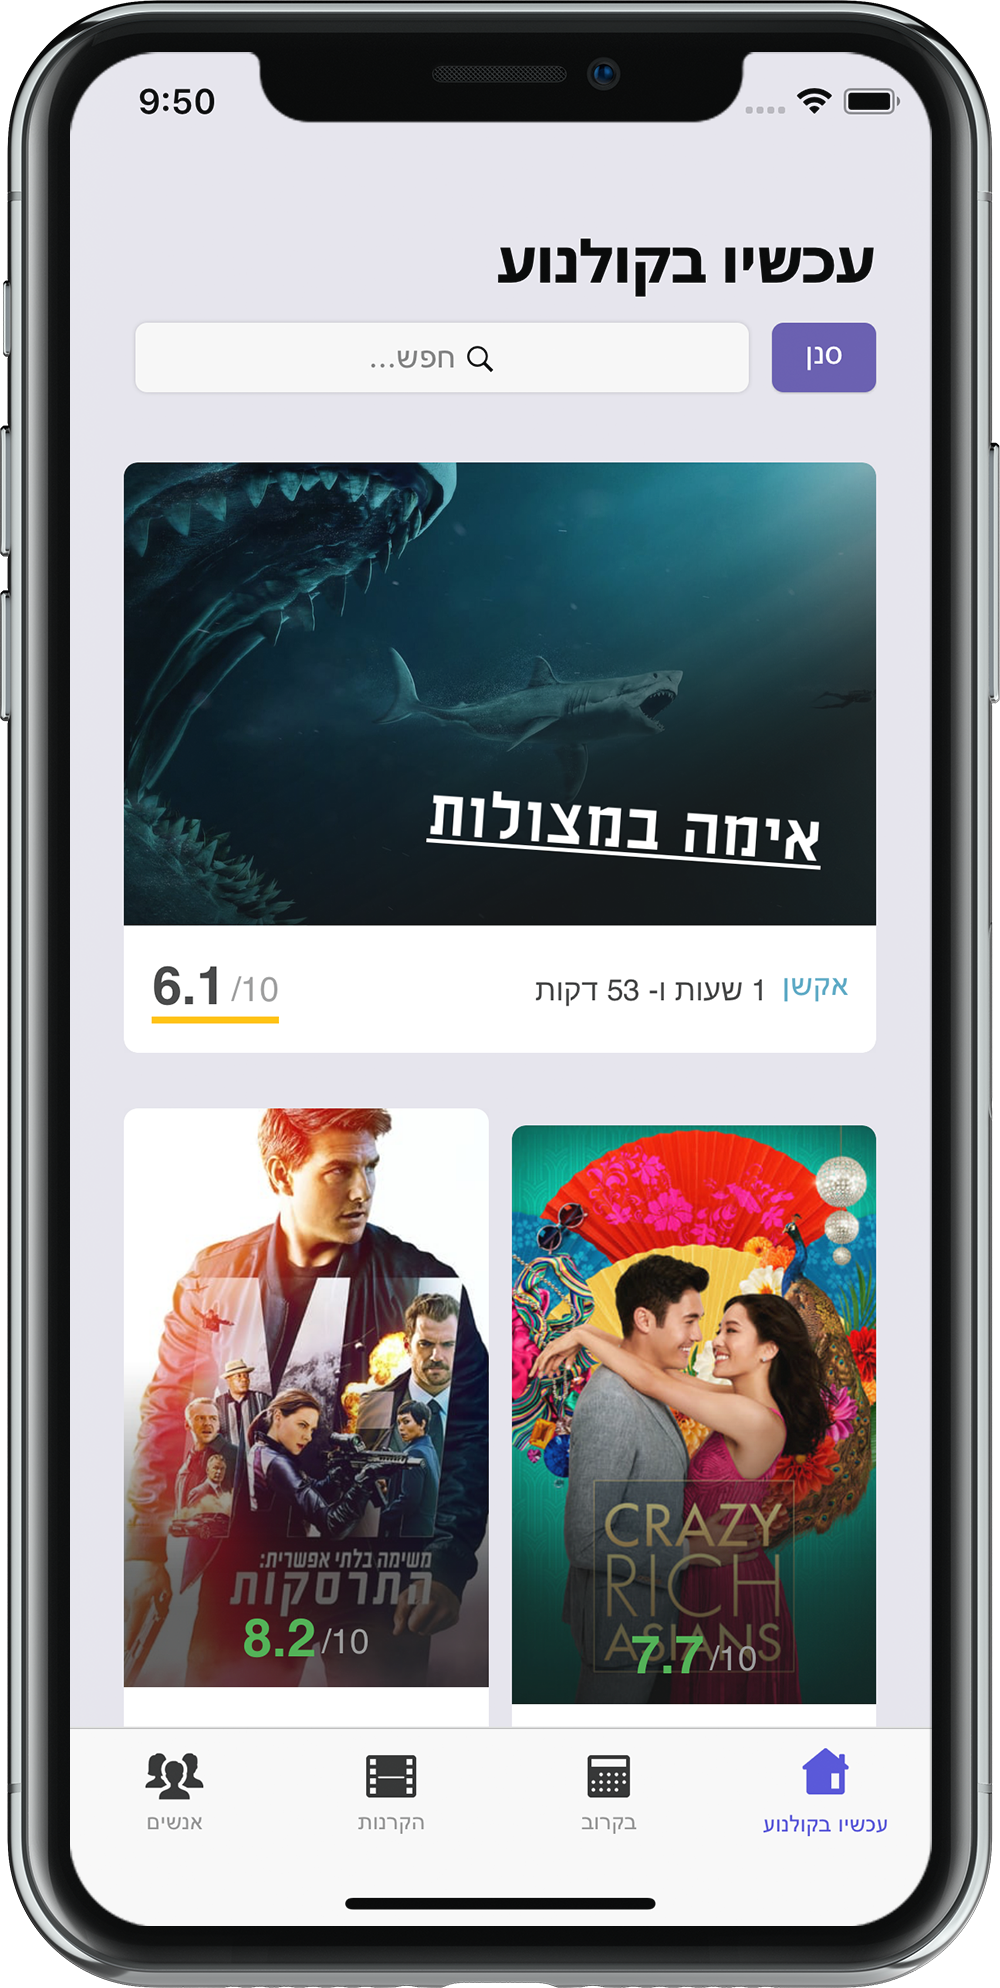 9:50
עכשיו בקולנוע
סנן
חפש...
אימה במצולות
אקשן
1 שעות ו- 53 דקות
6.1 /10
CRAZY
RICH
ASIANS
7.7 /10
משימה בלתי אפשרית:
התרסקות
8.2 /10
עכשיו בקולנוע
בקרוב
הקרנות
אנשים